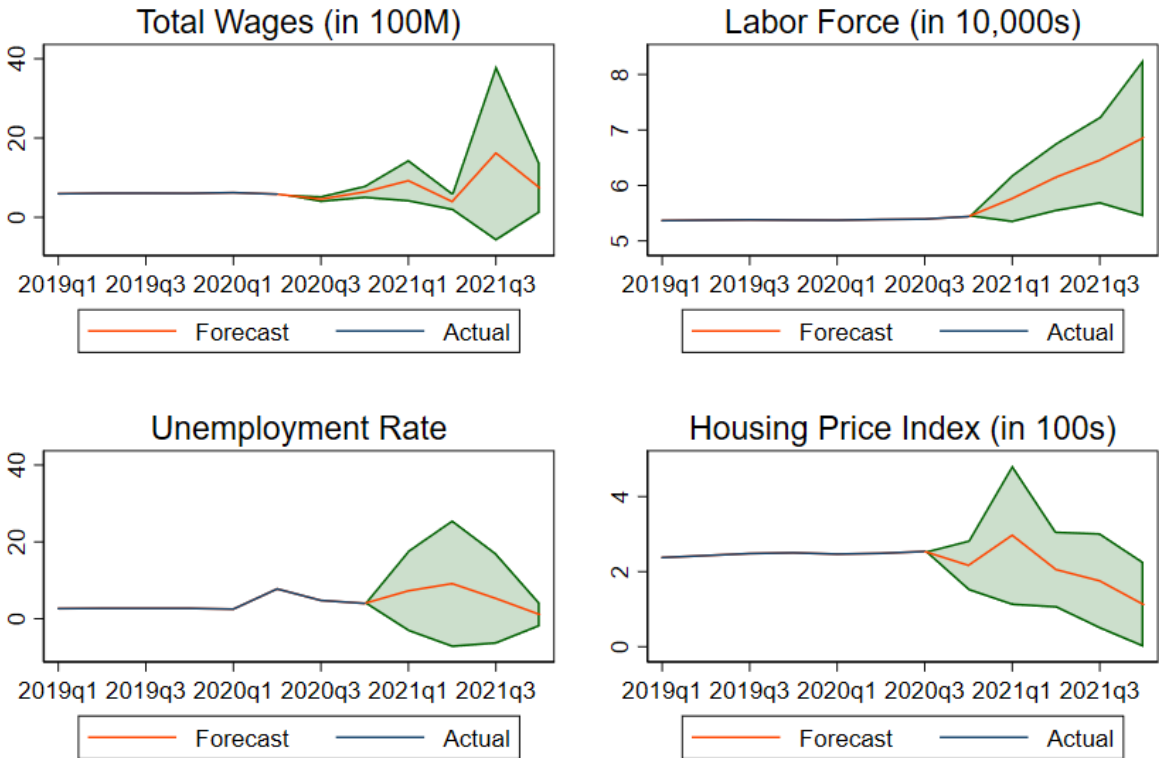 Total Wages (in 100M)
40
20
0
2019q1 2019q3 2020q1 2020q3 2021q1 2021q3
Forecast Actual
Labor Force (in 10,000s)
8
7
6
5
2019q1 2019q3 2020q1 2020q3 2021q1 2021q3
Forecast Actual
Unemployment Rate
40
20
0
2019q1 2019q3 2020q1 2020q3 2021q1 2021q3
Forecast Actual
Housing Price Index (in 100s)
4
2
0
2019q1 2019q3 2020q1 2020q3 2021q1 2021q3
Forecast Actual